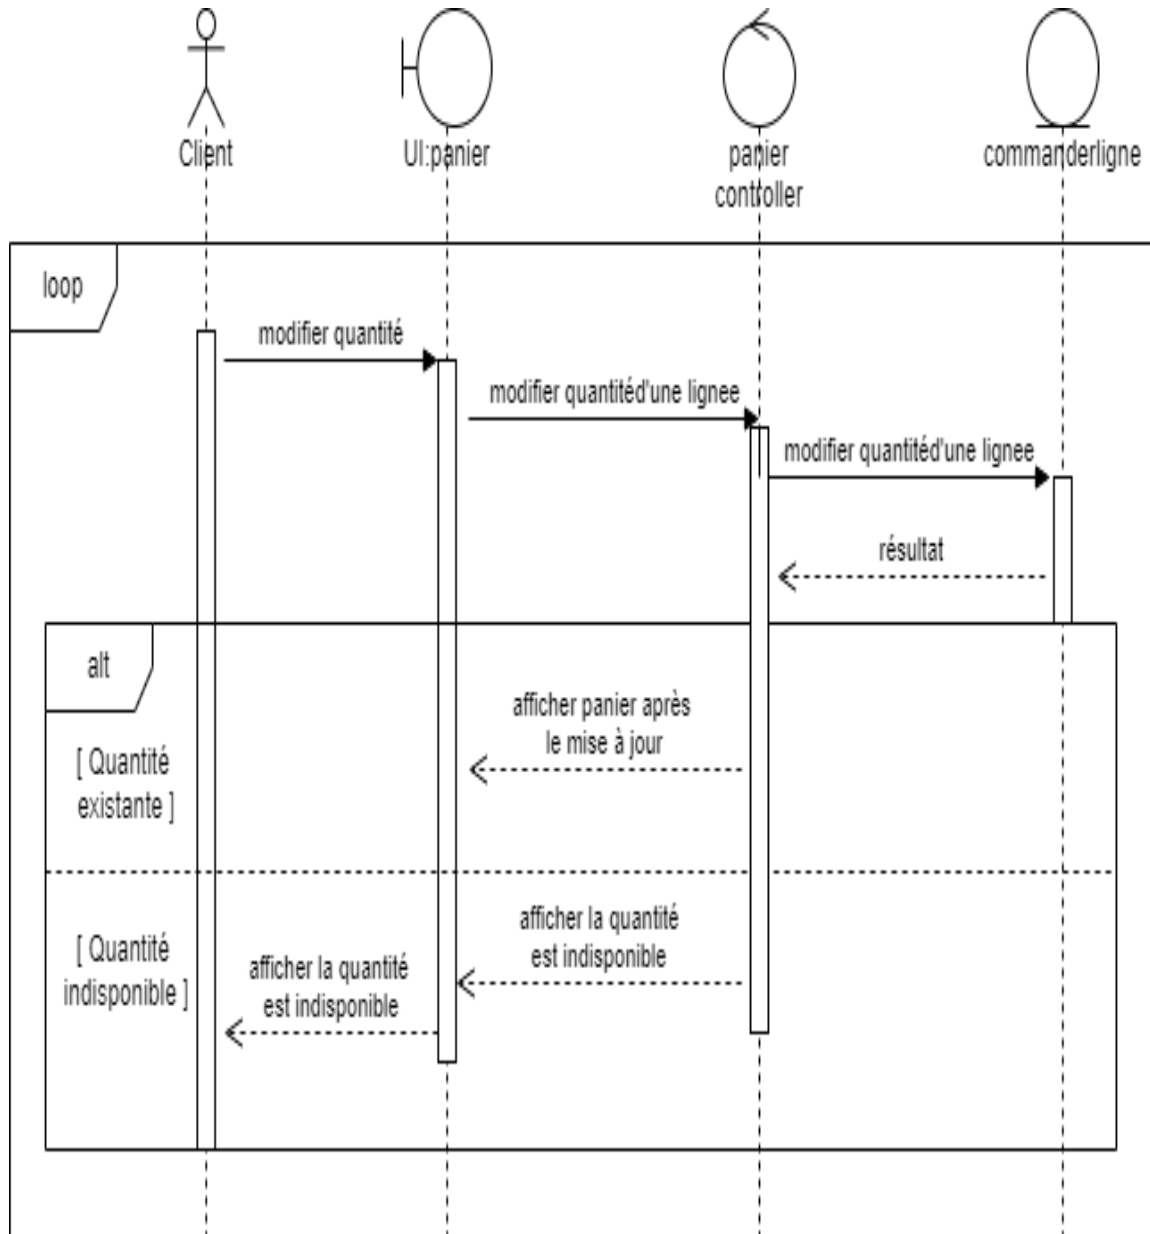 Client
UI:panier
panier
controller
commanderligne
loop
modifier quantité
modifier quantitéd'une lignee
modifier quantitéd'une lignee
résultat
alt
afficher panier après
le mise à jour
[ Quantité
existante ]
afficher la quantité
est indisponible
[ Quantité
indisponible ]
afficher la quantité
est indisponible